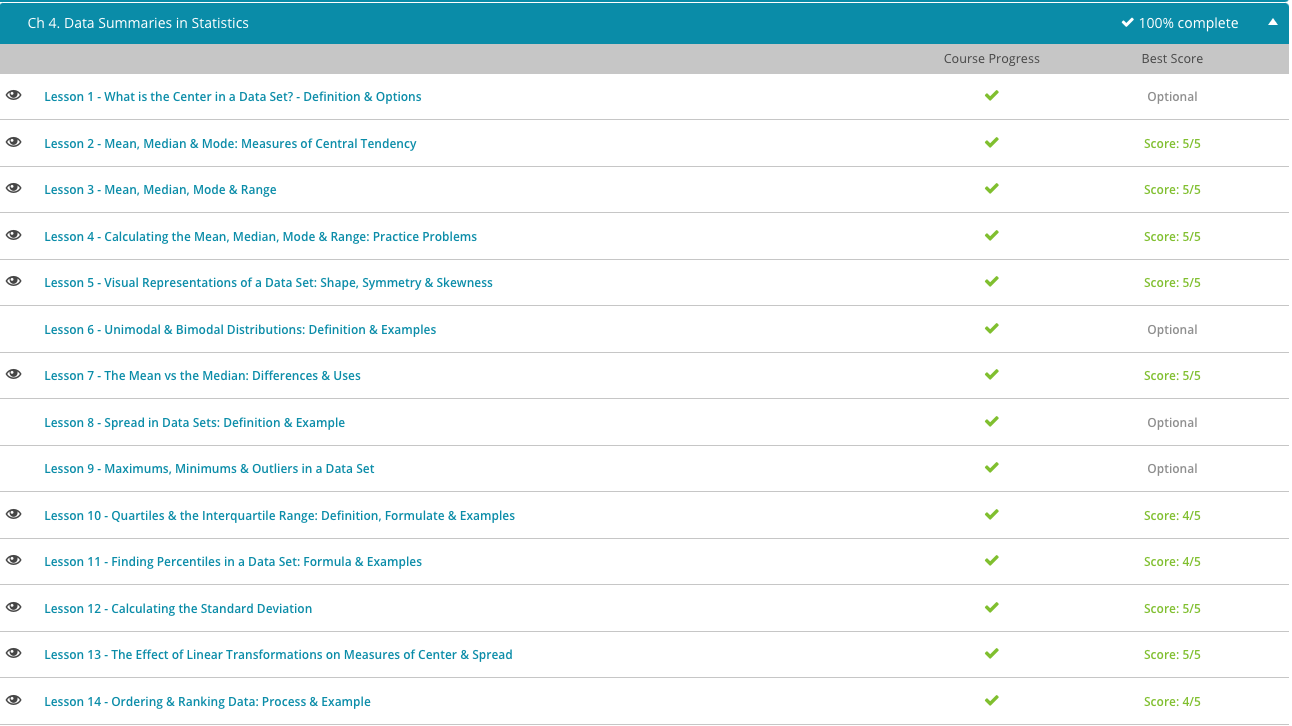 Ch 4. Data Summaries in Statistics 100% complete
Course Progress Best Score
Lesson 1 - What is the Center in a Data Set? - Definition & Options Optional
Lesson 2 - Mean, Median & Mode: Measures of Central Tendency Score: 5/5
Lesson 3 - Mean, Median, Mode & Range Score: 5/5
Lesson 4 - Calculating the Mean, Median, Mode & Range: Practice Problems Score: 5/5
Lesson 5 - Visual Representations of a Data Set: Shape, Symmetry & Skewness Score: 5/5
Lesson 6 - Unimodal & Bimodal Distributions: Definition & Examples Optional
Lesson 7 - The Mean vs the Median: Differences & Uses Score: 5/5
Lesson 8 - Spread in Data Sets: Definition & Example Optional
Lesson 9 - Maximums, Minimums & Outliers in a Data Set Optional
Lesson 10 - Quartiles & the Interquartile Range: Definition, Formulate & Examples Score: 4/5
Lesson 11 - Finding Percentiles in a Data Set: Formula & Examples Score: 4/5
Lesson 12 - Calculating the Standard Deviation Score: 5/5
Lesson 13 - The Effect of Linear Transformations on Measures of Center & Spread Score: 5/5
Lesson 14 - Ordering & Ranking Data: Process & Example Score: 4/5